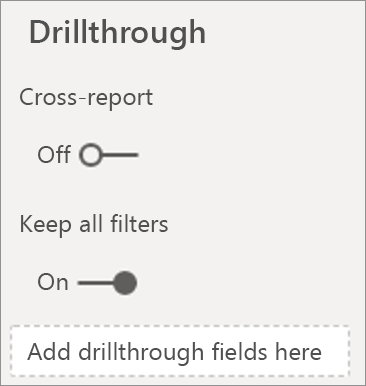 Drillthrough
Cross-report
Off
Keep all filters
On
Add drillthrough fields here